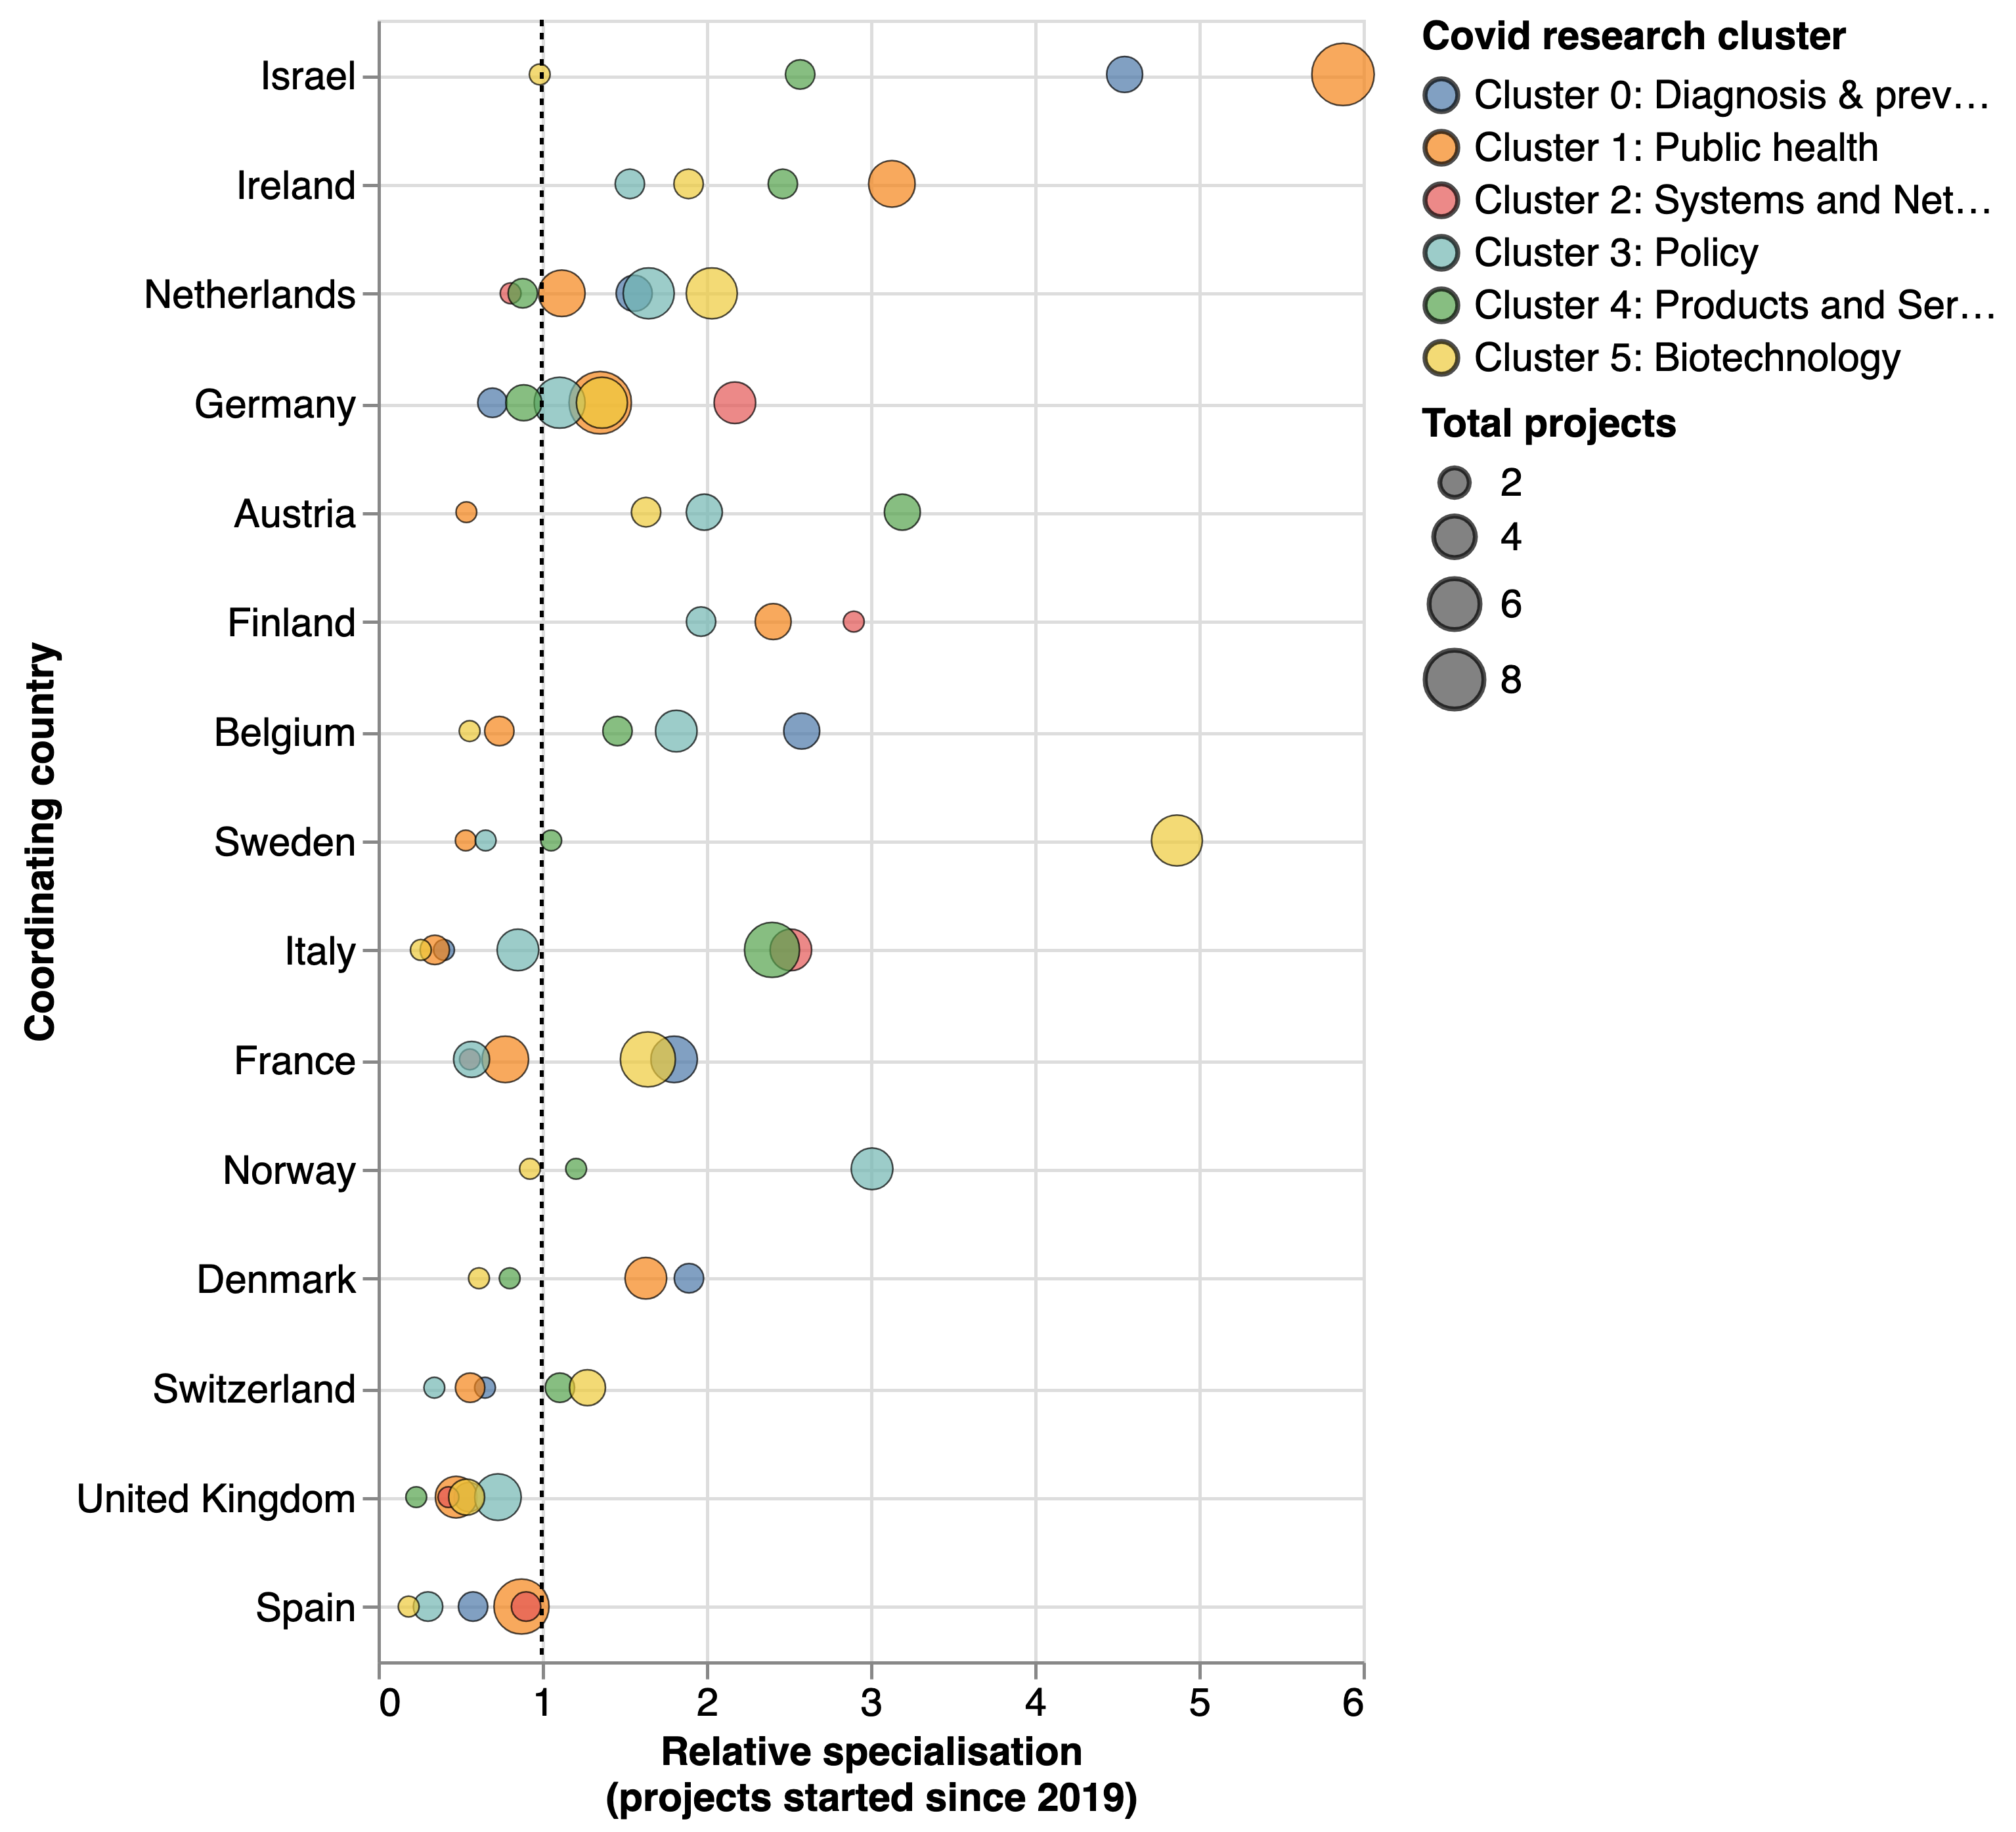 Coordinating country
Israel
Ireland
Netherlands
Germany
Austria
Finland
Belgium
Sweden
Italy
France
Norway
Denmark
Switzerland
United Kingdom
Spain
0 1 2 3 4 5 6
Relative specialisation
(projects started since 2019)
Covid research cluster
Cluster 0: Diagnosis & prev…
Cluster 1: Public health
Cluster 2: Systems and Net…
Cluster 3: Policy
Cluster 4: Products and Ser…
Cluster 5: Biotechnology
Total projects
2
4
6
8